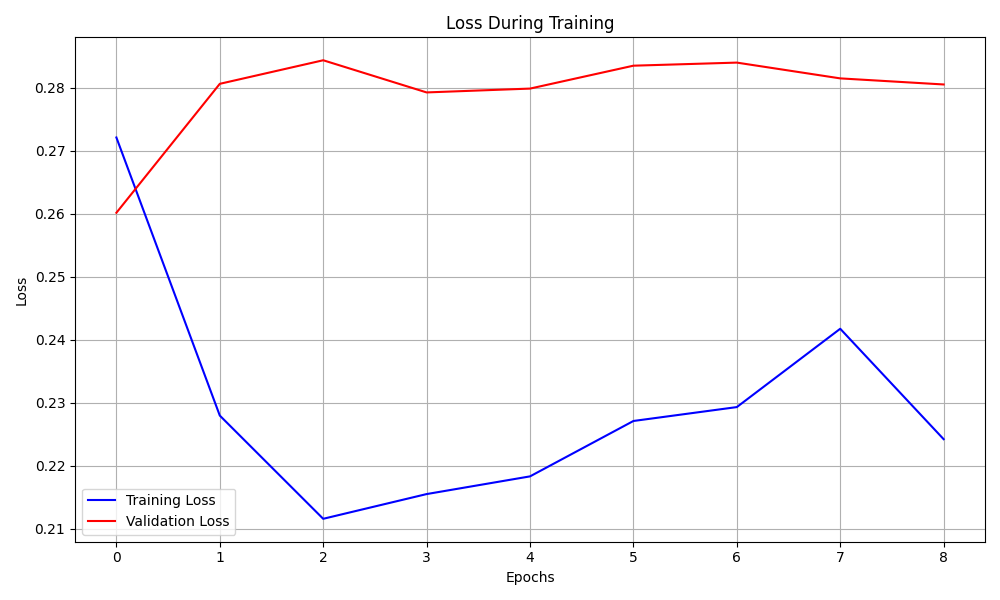 Loss During Training
0.28
0.27
0.26
0.25
0.24
0.23
0.22
0.21
Loss
Training Loss
Validation Loss
0 1 2 3 4 5 6 7 8
Epochs